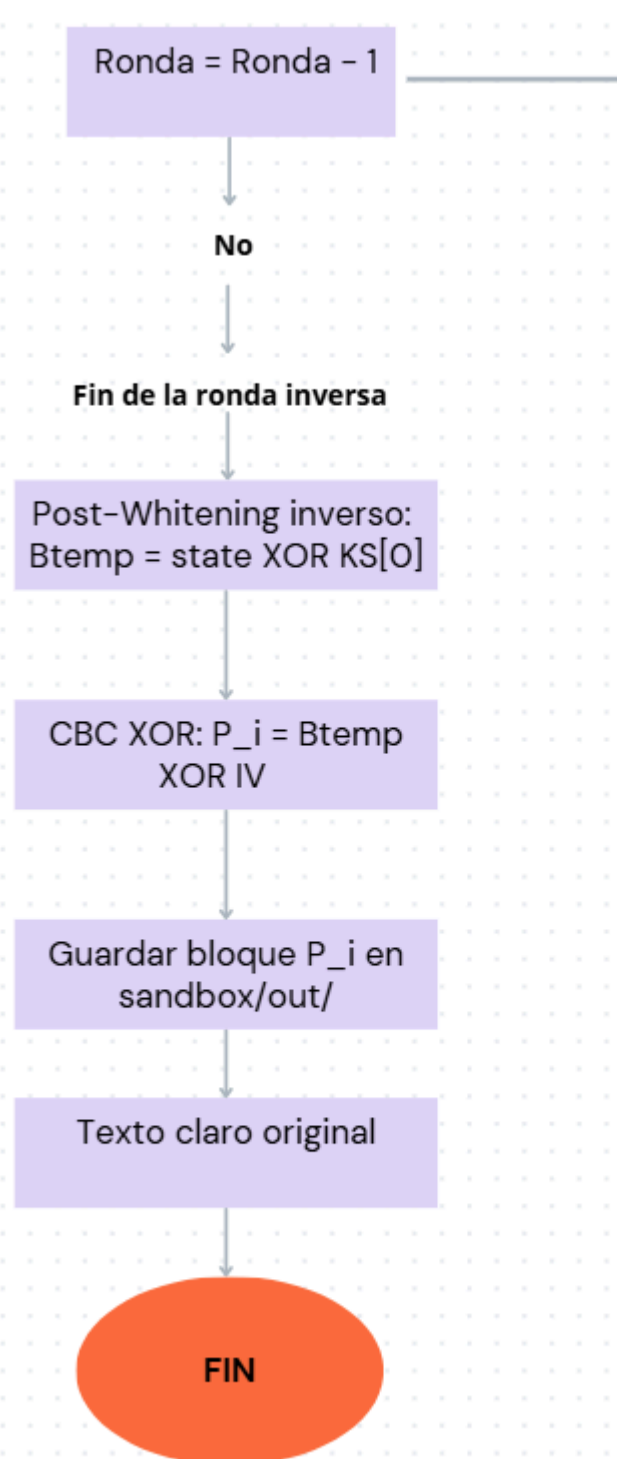 Ronda = Ronda - 1
No
Fin de la ronda inversa
Post-Whitening inverso:
Btemp = state XOR KS[0]
CBC XOR: P_i = Btemp
XOR IV
Guardar bloque P_i en
sandbox/out/
Texto claro original
FIN